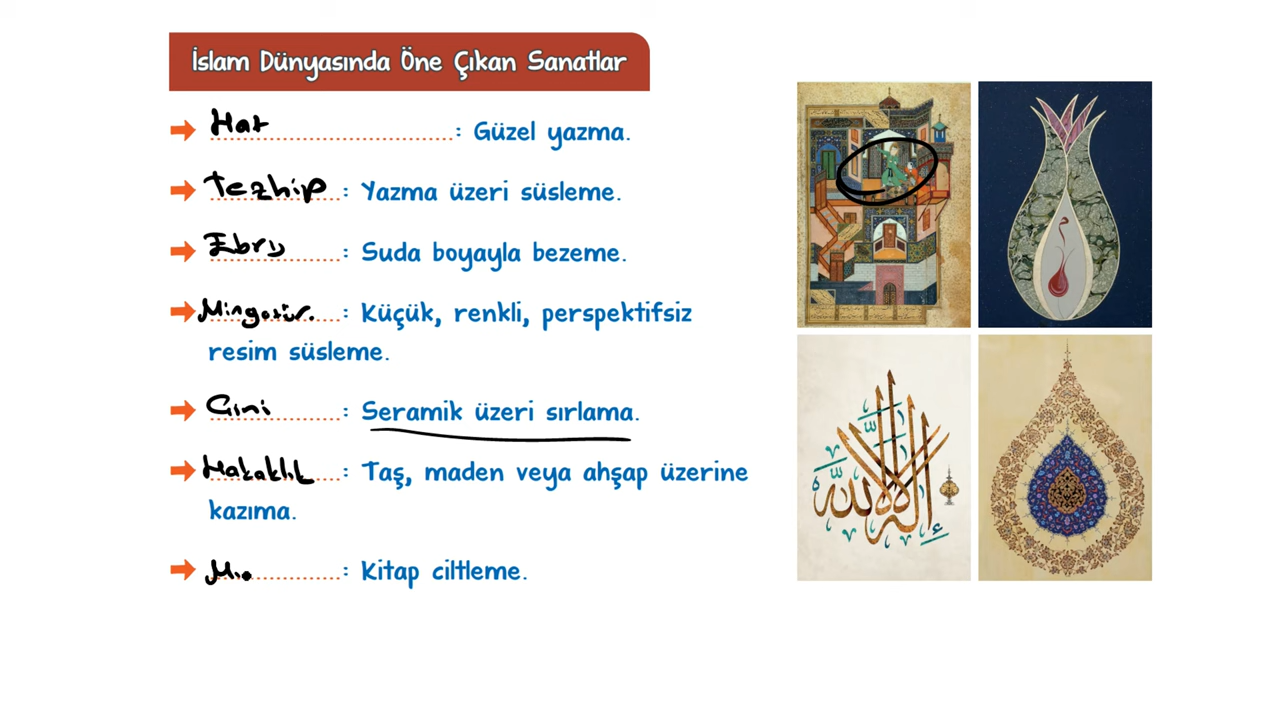 İslam Dünyasında Öne Çıkan Sanatlar
Hat : Güzel yazma.
Tezhip : Yazma üzeri süsleme.
Ebru : Suda boyayla bezeme.
Minyatür. : Küçük, renkli, perspektifsiz
resim süsleme.
Çini : Seramik üzeri sırlama.
Hakaklık : Taş, maden veya ahşap üzerine
kazıma.
: Kitap ciltleme.